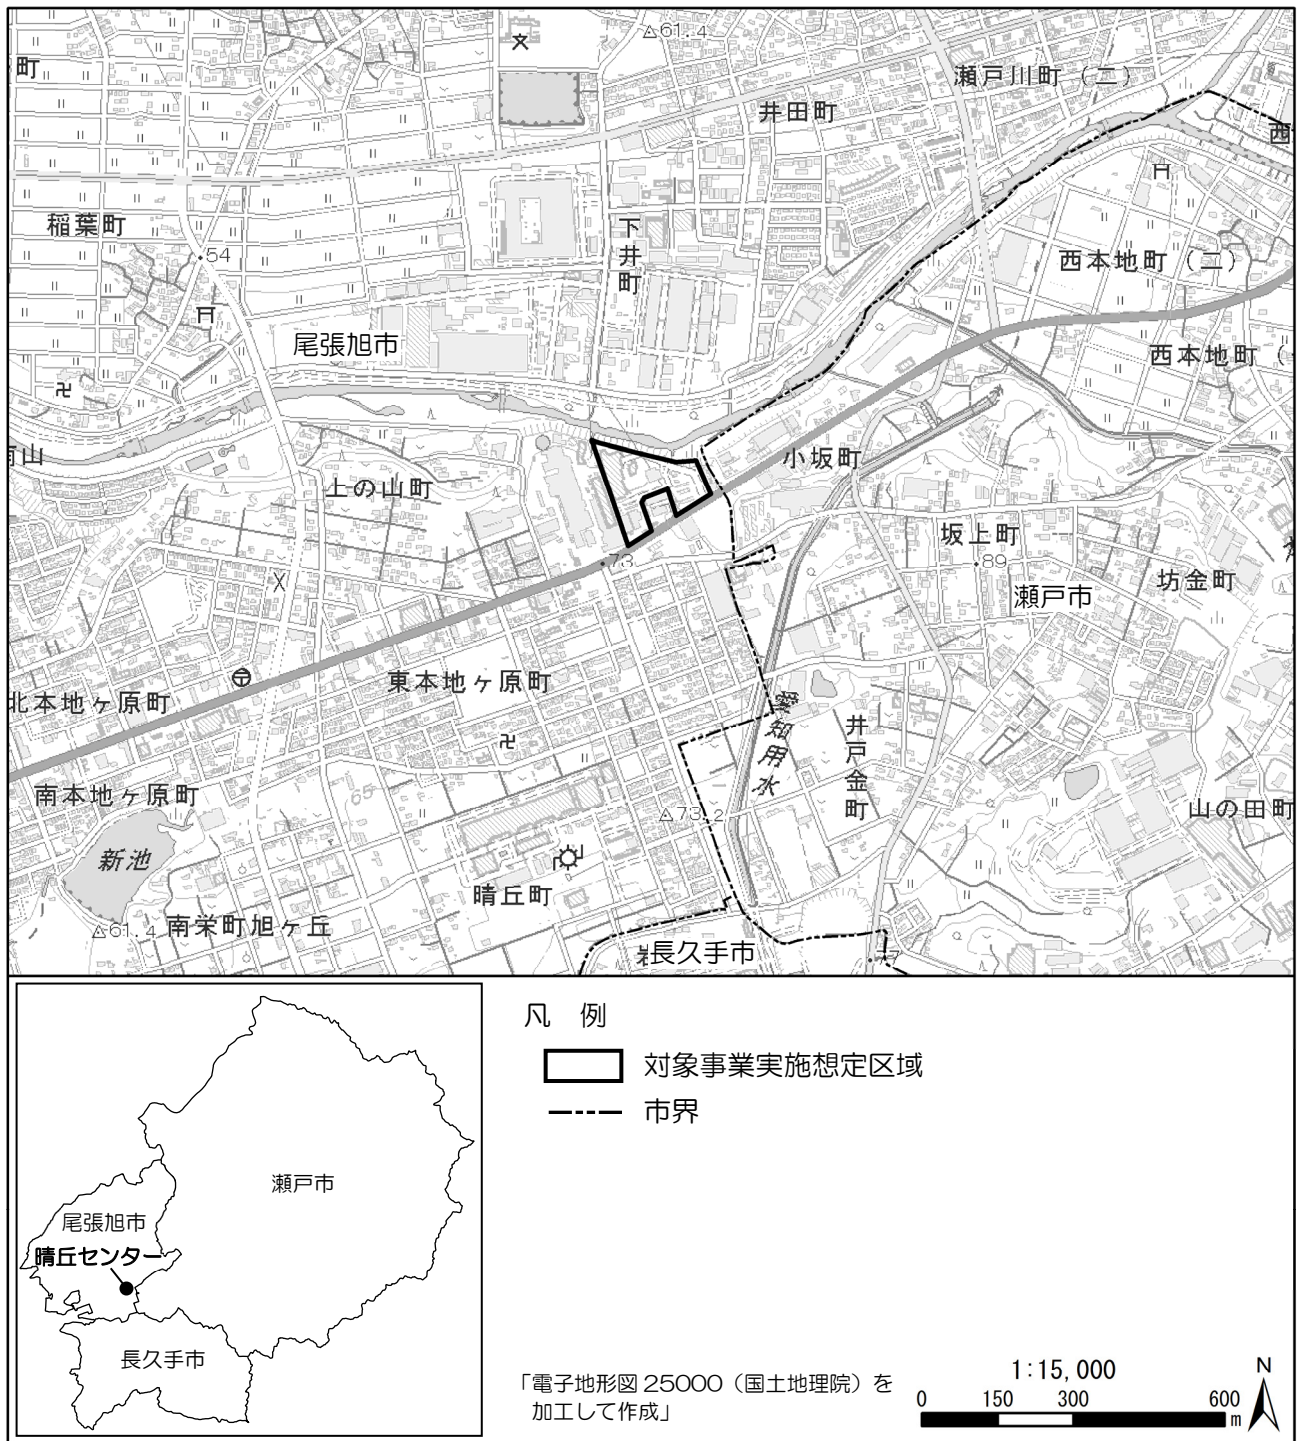 町
61.4
瀬戸川町（二）
井田町
西
稲葉町
54
下井町
西本地町（二）
尾張旭市
西本地町（
山
小坂町
上の山町
坂上町
73
89
坊金町
瀬戸市
東本地ヶ原町
北本地ヶ原町
愛知用水
井戸金町
南本地ヶ原町
65
73.2
山の田町
新池
晴丘町
61.4
南栄町旭ヶ丘
長久手市
77
凡 例
対象事業実施想定区域
市界
瀬戸市
尾張旭市
晴丘センター
長久手市
「電子地形図 25000（国土地理院）を
加工して作成」
1:15,000
N
0 150 300 600
m